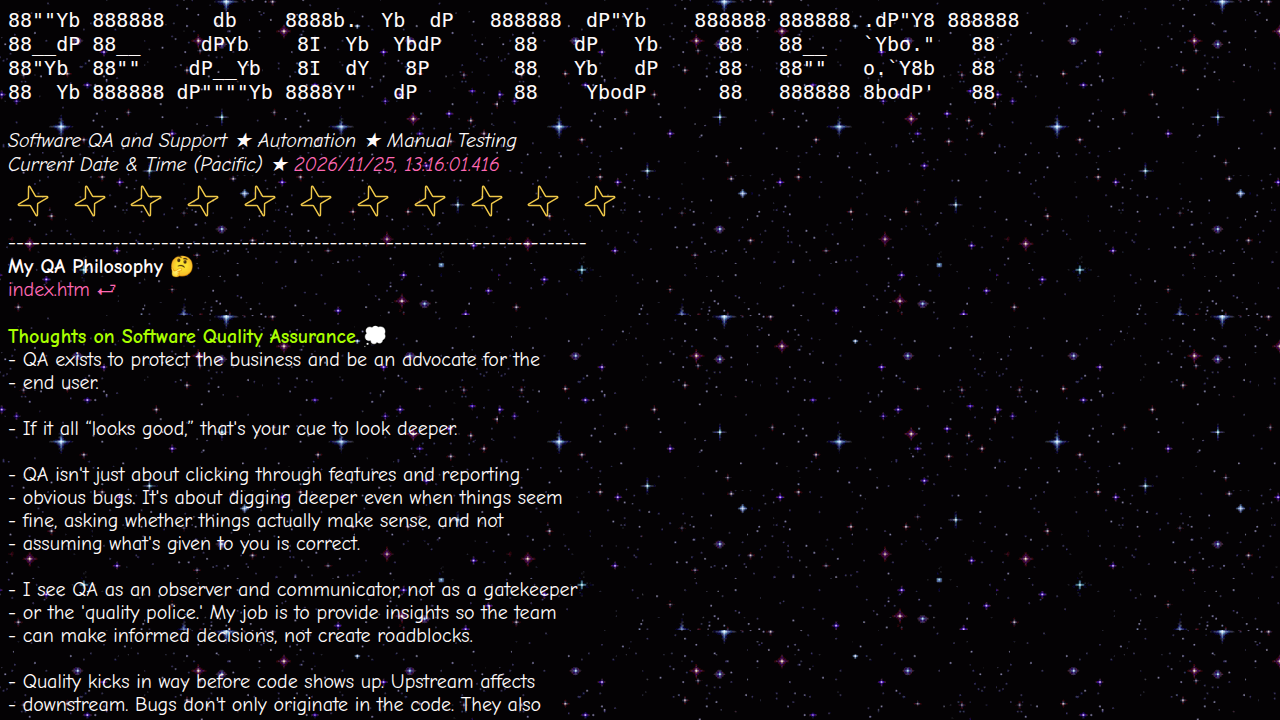 88""Yb 888888    db    8888b.  Yb  dP   888888  dP"Yb    888888 888888 .dP"Y8 888888
88__dP 88__     dPYb    8I  Yb  YbdP      88   dP   Yb     88   88__   `Ybo."   88
88"Yb  88""    dP__Yb   8I  dY   8P       88   Yb   dP     88   88""   o.`Y8b   88
88  Yb 888888 dP""""Yb 8888Y"   dP        88    YbodP      88   888888 8bodP'   88
Software QA and Support ★ Automation ★ Manual Testing
Current Date & Time (Pacific) ★ 2026/11/25, 13:16:01.416
------------------------------------------------------------------------
My QA Philosophy 🤔
index.htm ⮐
Thoughts on Software Quality Assurance 💭
- QA exists to protect the business and be an advocate for the
- end user.
- If it all “looks good,” that's your cue to look deeper.
- QA isn't just about clicking through features and reporting
- obvious bugs. It's about digging deeper even when things seem
- fine, asking whether things actually make sense, and not
- assuming what's given to you is correct.
- I see QA as an observer and communicator, not as a gatekeeper
- or the 'quality police.' My job is to provide insights so the team
- can make informed decisions, not create roadblocks.
- Quality kicks in way before code shows up. Upstream affects
- downstream. Bugs don't only originate in the code. They also